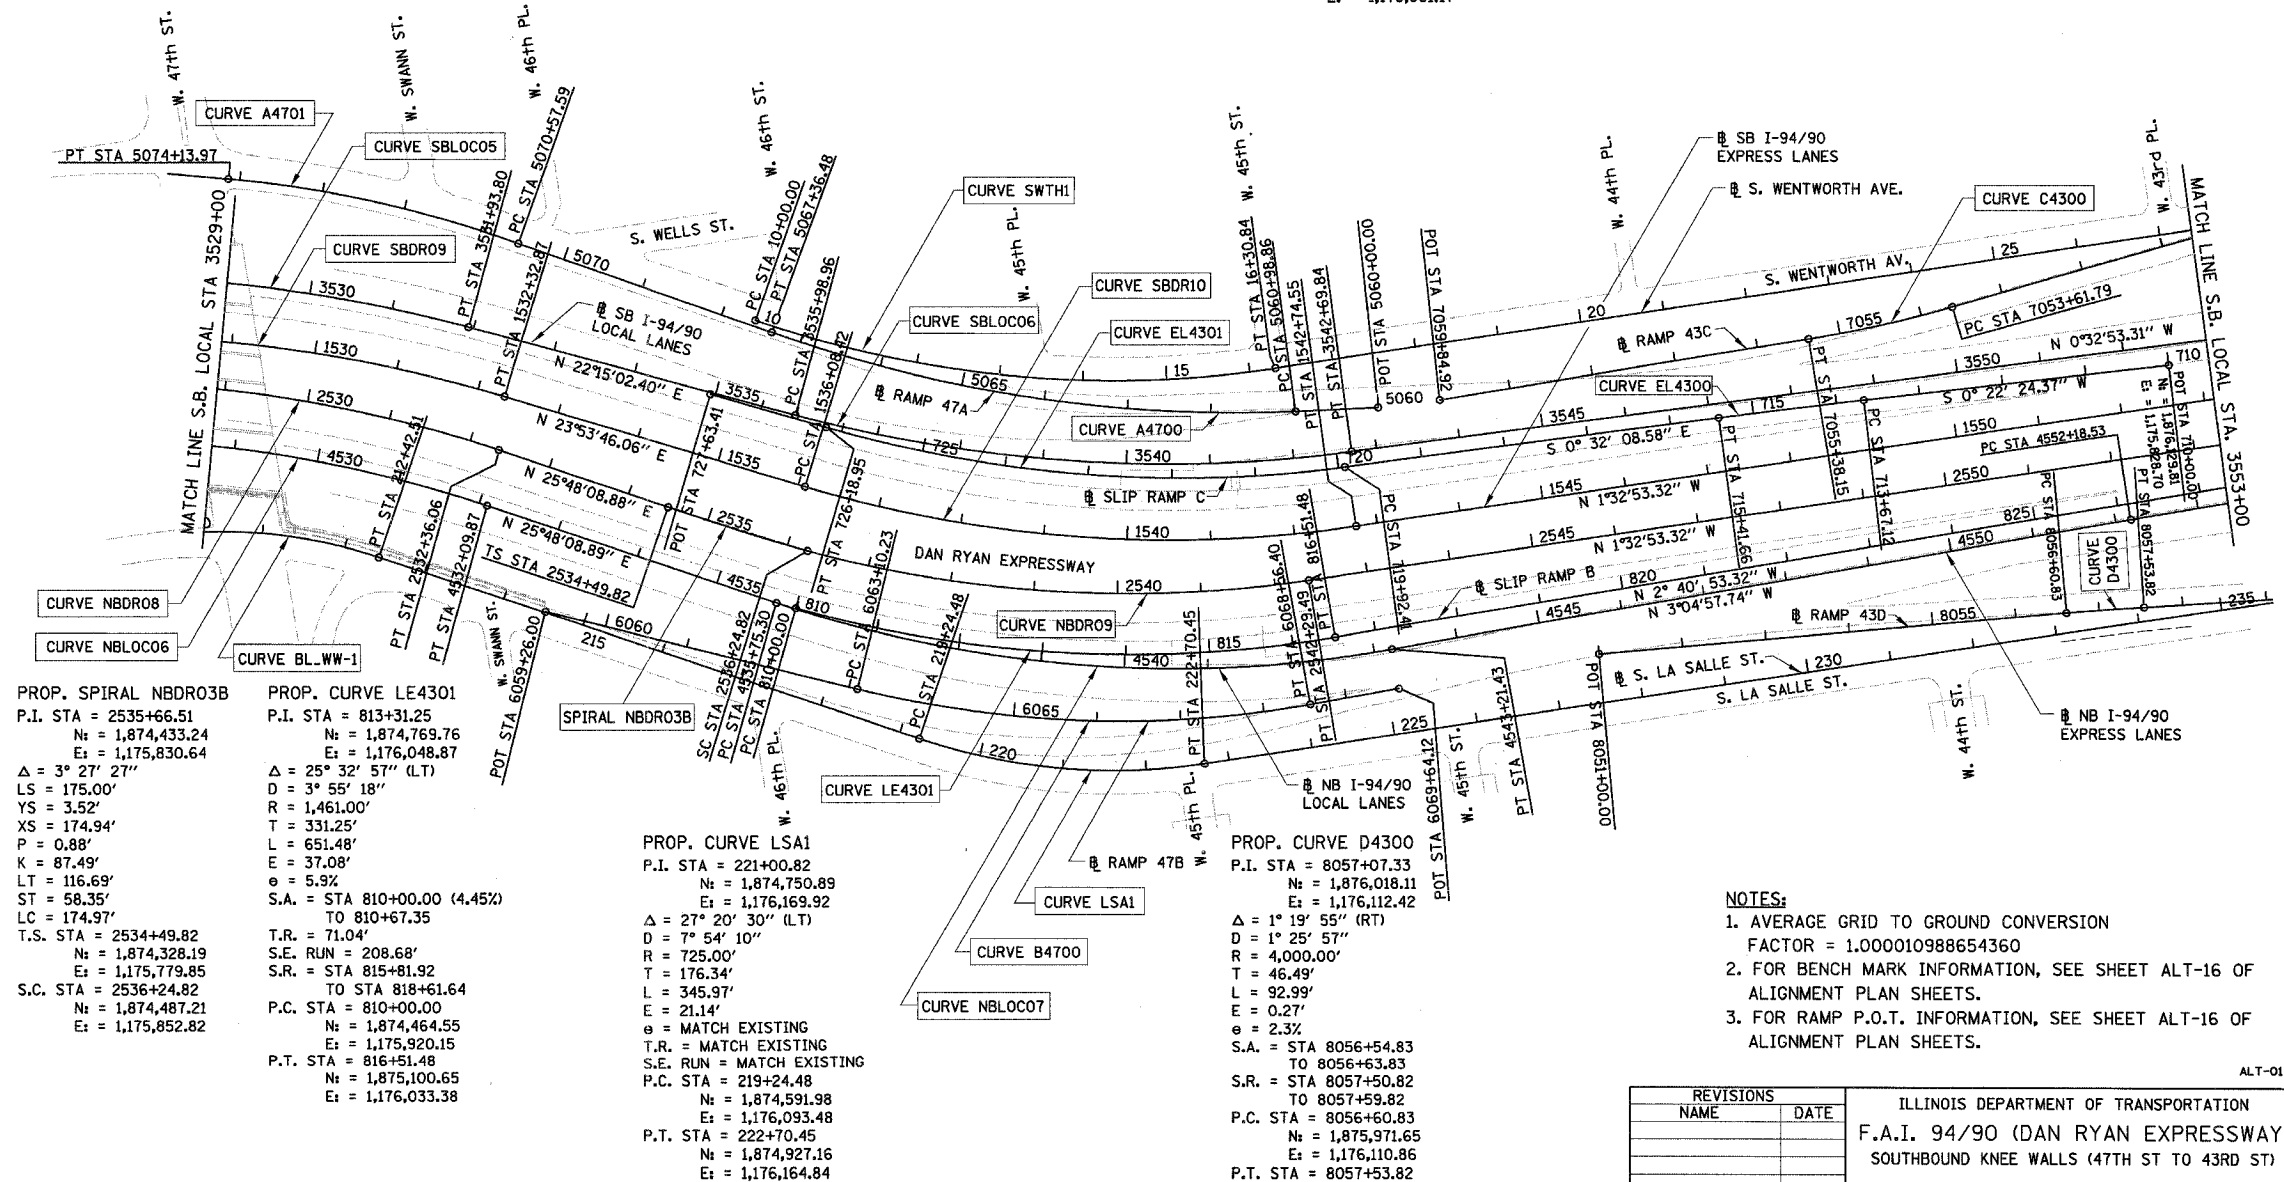 W. 47th ST.
W. SWANN ST.
W. 46th PL.
W. 46th ST.
W. 45th PL.
W. 45th ST.
W. 44th PL.
W. 43rd PL.
CURVE A4701
PT STA 5074+13.97
CURVE SBLOC05
CURVE SBDR09
MATCH LINE S.B. LOCAL STA 3529+00
PT STA 3531+93.80
PC STA 5070+57.59
PT STA 1532+32.87
5070
S. WELLS ST.
PC STA 10+00.00
PT STA 5067+36.48
10
PC STA 3535+98.96
PC STA 1536+08.42
CURVE SWTH1
CURVE SBDR10
CURVE SBLOC06
CURVE EL4301
5065
15
℄ RAMP 47A
CURVE A4700
PT STA 16+30.84
PC STA 5060+98.86
PT STA 1542+74.55
PT STA 3542+69.84
POT STA 5060+00.00
5060
POT STA 7059+84.92
℄ SB I-94/90
EXPRESS LANES
℄ S. WENTWORTH AVE.
CURVE C4300
S. WENTWORTH AV.
20
25
PC STA 7053+61.79
7055
℄ RAMP 43C
PT STA 7055+38.15
MATCH LINE S.B. LOCAL STA. 3553+00
3530
℄ SB I-94/90
LOCAL LANES
N 22°15'02.40" E
3535
725
3540
3545
3550
N 0°32'53.31" W
CURVE EL4300
715
710
S 0° 32' 08.58" E
S 0° 22' 24.37" W
720
POT STA 710+00.00
N: = 1,876,129.81
E: = 1,175,828.70
1530
N 23°53'46.06" E
1535
1540
1545
1550
N 1°32'53.32" W
POT STA 727+63.41
PT STA 726+18.95
℄ SLIP RAMP C
PC STA 719+92.41
PT STA 715+41.66
PC STA 713+67.12
2530
N 25°48'08.88" E
2535
2540
2545
2550
N 1°32'53.32" W
DAN RYAN EXPRESSWAY
PC STA 4552+18.53
4530
N 25°48'08.89" E
TS STA 2534+49.82
4535
4540
4545
4550
810
815
820
825
℄ SLIP RAMP B
N 2° 40' 53.32" W
N 3°04'57.74" W
PC STA 8056+60.83
PT STA 8057+53.82
CURVE D4300
PT STA 212+42.51
PT STA 2532+36.06
PT STA 4532+09.87
W. SWANN ST.
POT STA 6059+26.00
CURVE NBDR08
CURVE NBLOC06
CURVE BL_WW-1
215
6060
SPIRAL NBDR03B
SC STA 2536+24.82
PC STA 4535+75.30
PC STA 810+00.00
W. 46th PL.
PC STA 6063+10.23
PC STA 219+24.48
6065
220
CURVE NBDR09
CURVE LE4301
PT STA 222+70.45
PT STA 6068+56.40
PT STA 2542+29.49
PT STA 816+51.48
℄ NB I-94/90
LOCAL LANES
W. 45th PL.
℄ RAMP 47B
CURVE LSA1
CURVE B4700
CURVE NBLOC07
225
POT STA 6069+64.12
W. 45th ST.
PT STA 4543+21.43
POT STA 8051+00.00
℄ S. LA SALLE ST.
S. LA SALLE ST.
230
℄ RAMP 43D
8055
235
W. 44th ST.
℄ NB I-94/90
EXPRESS LANES
PROP. SPIRAL NBDR03B
P.I. STA = 2535+66.51
N: = 1,874,433.24
E: = 1,175,830.64
Δ = 3° 27' 27"
LS = 175.00'
YS = 3.52'
XS = 174.94'
P = 0.88'
K = 87.49'
LT = 116.69'
ST = 58.35'
LC = 174.97'
T.S. STA = 2534+49.82
N: = 1,874,328.19
E: = 1,175,779.85
S.C. STA = 2536+24.82
N: = 1,874,487.21
E: = 1,175,852.82
PROP. CURVE LE4301
P.I. STA = 813+31.25
N: = 1,874,769.76
E: = 1,176,048.87
Δ = 25° 32' 57" (LT)
D = 3° 55' 18"
R = 1,461.00'
T = 331.25'
L = 651.48'
E = 37.08'
e = 5.9%
S.A. = STA 810+00.00 (4.45%)
TO 810+67.35
T.R. = 71.04'
S.E. RUN = 208.68'
S.R. = STA 815+81.92
TO STA 818+61.64
P.C. STA = 810+00.00
N: = 1,874,464.55
E: = 1,175,920.15
P.T. STA = 816+51.48
N: = 1,875,100.65
E: = 1,176,033.38
PROP. CURVE LSA1
P.I. STA = 221+00.82
N: = 1,874,750.89
E: = 1,176,169.92
Δ = 27° 20' 30" (LT)
D = 7° 54' 10"
R = 725.00'
T = 176.34'
L = 345.97'
E = 21.14'
e = MATCH EXISTING
T.R. = MATCH EXISTING
S.E. RUN = MATCH EXISTING
P.C. STA = 219+24.48
N: = 1,874,591.98
E: = 1,176,093.48
P.T. STA = 222+70.45
N: = 1,874,927.16
E: = 1,176,164.84
PROP. CURVE D4300
P.I. STA = 8057+07.33
N: = 1,876,018.11
E: = 1,176,112.42
Δ = 1° 19' 55" (RT)
D = 1° 25' 57"
R = 4,000.00'
T = 46.49'
L = 92.99'
E = 0.27'
e = 2.3%
S.A. = STA 8056+54.83
TO 8056+63.83
S.R. = STA 8057+50.82
TO 8057+59.82
P.C. STA = 8056+60.83
N: = 1,875,971.65
E: = 1,176,110.86
P.T. STA = 8057+53.82
NOTES:
1. AVERAGE GRID TO GROUND CONVERSION
FACTOR = 1.000010988654360
2. FOR BENCH MARK INFORMATION, SEE SHEET ALT-16 OF
ALIGNMENT PLAN SHEETS.
3. FOR RAMP P.O.T. INFORMATION, SEE SHEET ALT-16 OF
ALIGNMENT PLAN SHEETS.
ALT-01
REVISIONS
NAME DATE
ILLINOIS DEPARTMENT OF TRANSPORTATION
F.A.I. 94/90 (DAN RYAN EXPRESSWAY
SOUTHBOUND KNEE WALLS (47TH ST TO 43RD ST)